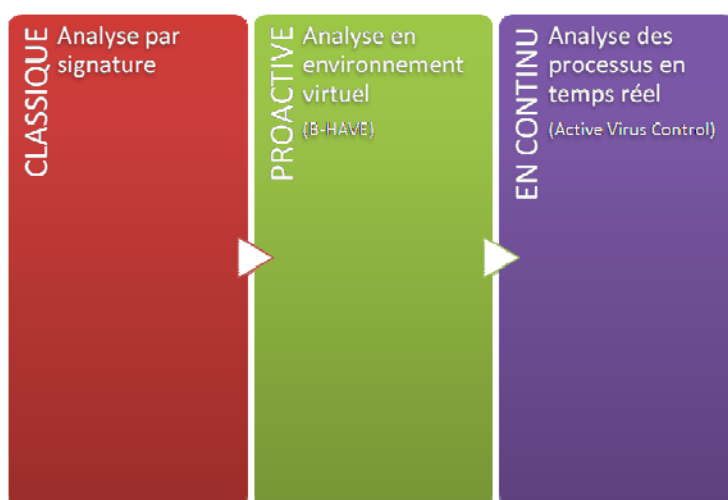 CLASSIQUE
Analyse par
signature
PROACTIVE
Analyse en
environnement
virtuel
(B-HAVE)
EN CONTINU
Analyse des
processus en
temps réel
(Active Virus Control)